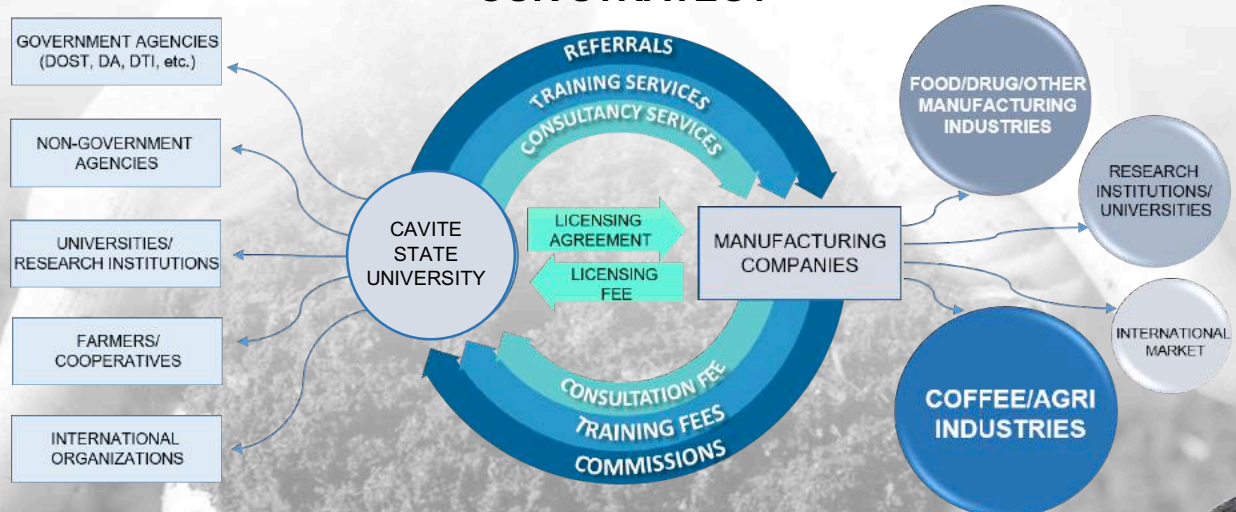 STRATEGY
GOVERNMENT AGENCIES
(DOST, DA, DTI, etc.)
NON-GOVERNMENT
AGENCIES
UNIVERSITIES/
RESEARCH INSTITUTIONS
FARMERS/
COOPERATIVES
INTERNATIONAL
ORGANIZATIONS
CAVITE
STATE
UNIVERSITY
REFERRALS
TRAINING SERVICES
CONSULTANCY SERVICES
LICENSING
AGREEMENT
LICENSING
FEE
CONSULTATION FEE
TRAINING FEES
COMMISSIONS
MANUFACTURING
COMPANIES
FOOD/DRUG/OTHER
MANUFACTURING
INDUSTRIES
RESEARCH
INSTITUTIONS/
UNIVERSITIES
INTERNATIONAL
MARKET
COFFEE/AGRI
INDUSTRIES